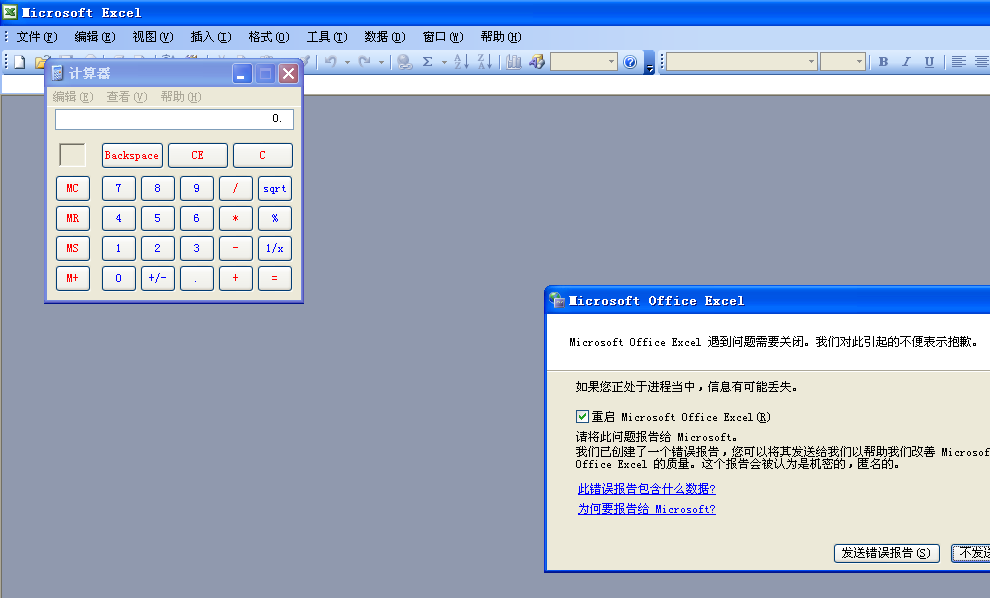 Microsoft Excel
文件(F) 编辑(E) 视图(V) 插入(I) 格式(O) 工具(T) 数据(D) 窗口(W) 帮助(H)
Σ B I U
计算器
编辑(E) 查看(V) 帮助(H)
0.
Backspace CE C
MC 7 8 9 / sqrt
MR 4 5 6 * %
MS 1 2 3 - 1/x
M+ 0 +/- . + =
Microsoft Office Excel
Microsoft Office Excel 遇到问题需要关闭。我们对此引起的不便表示抱歉。
如果您正处于进程当中，信息有可能丢失。
重启 Microsoft Office Excel(R)
请将此问题报告给 Microsoft。
我们已创建了一个错误报告，您可以将其发送给我们以帮助我们改善 Microsof
Office Excel 的质量。这个报告会被认为是机密的，匿名的。
此错误报告包含什么数据?
为何要报告给 Microsoft?
发送错误报告(S) 不发送